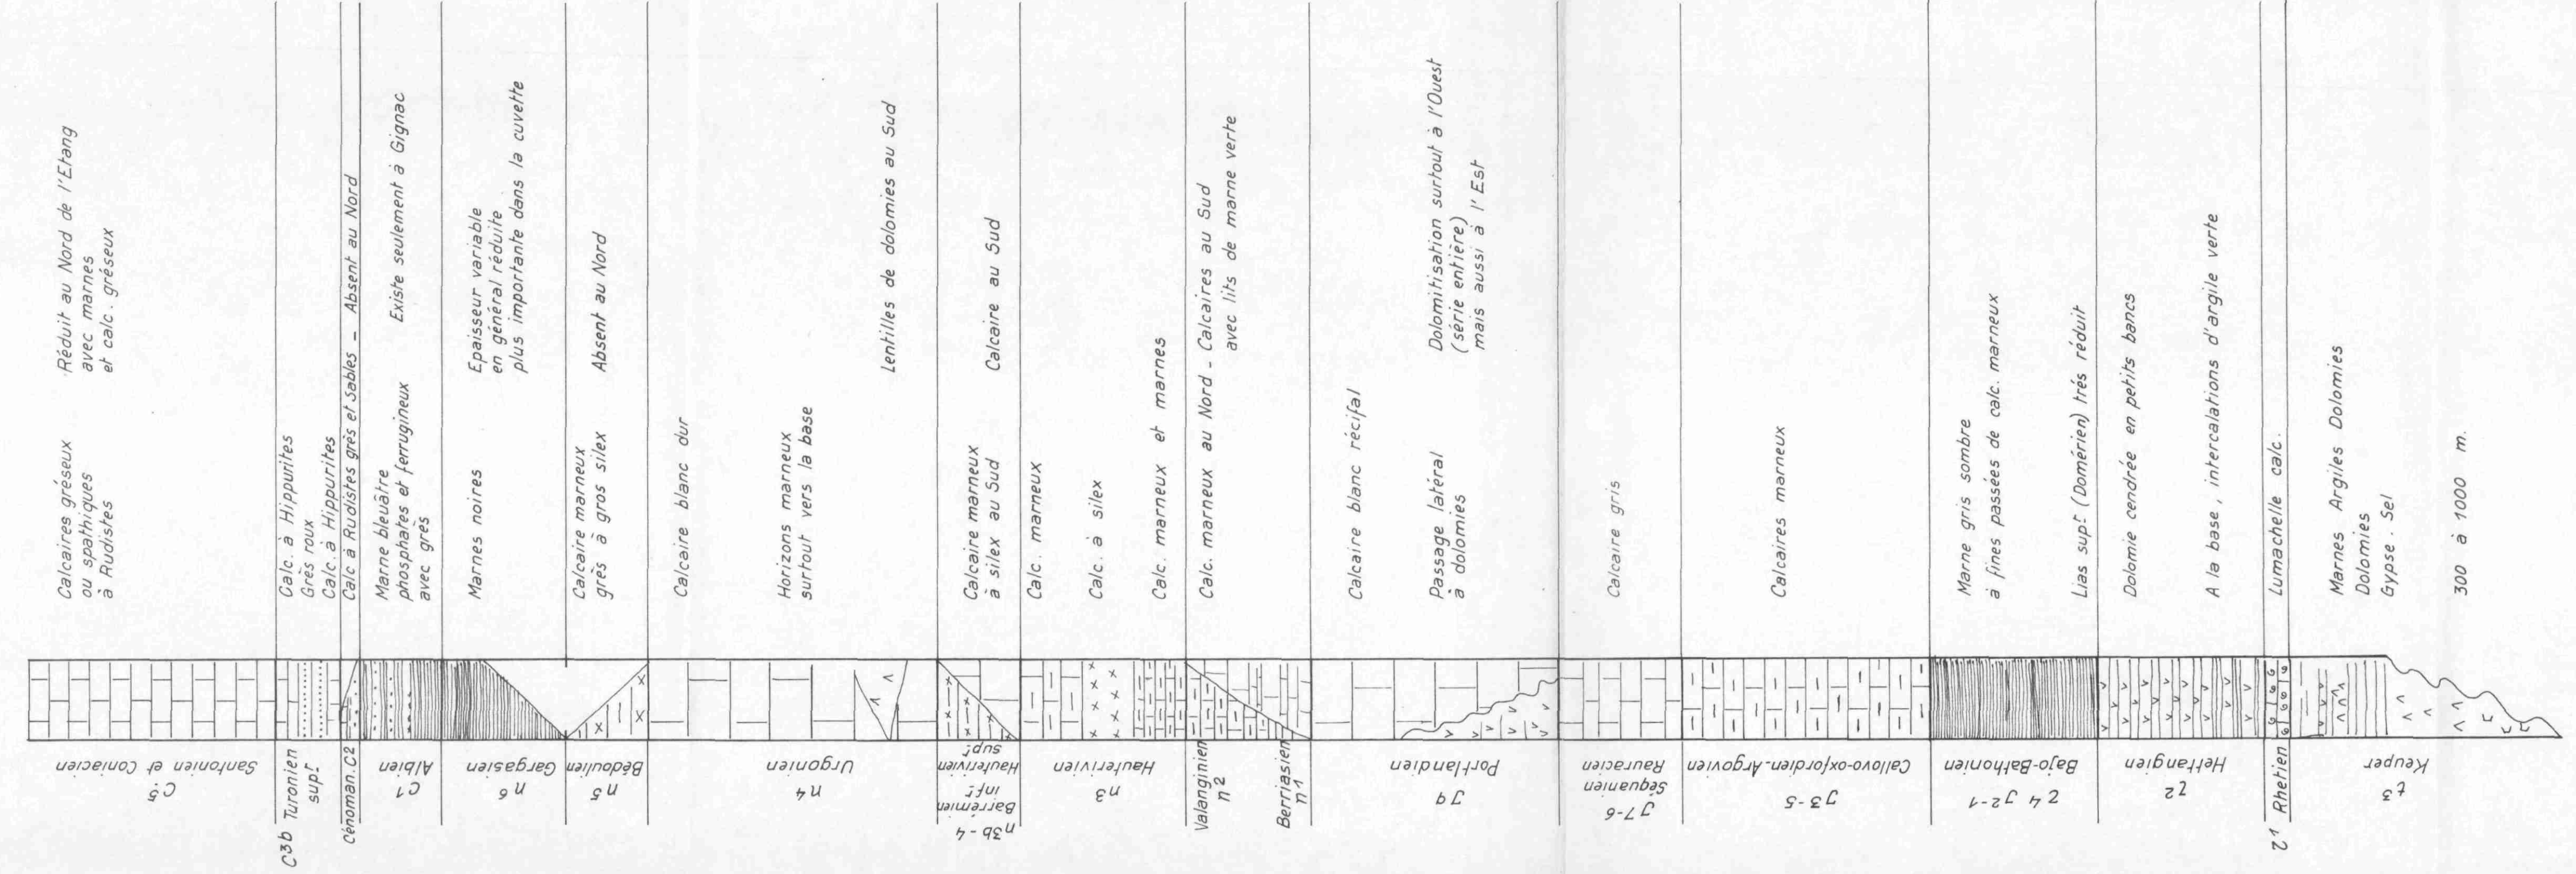 C.5
Santonien et Coniacien
Calcaires gréseux
ou spathiques
à Rudistes
Réduit au Nord de l'Etang
avec marnes
et calc. gréseux
C3b Turonien
supr
Calc. à Hippurites
Grès roux
Calc. à Hippurites
Cénoman. C2
Calc à Rudistes grès et sables _ Absent au Nord
C1
Albien
Marne bleuâtre
phosphates et ferrugineux
avec grès
Existe seulement à Gignac
n6
Gargasien
Marnes noires
Epaisseur variable
en général réduite
plus importante dans la cuvette
n5
Bédoulien
Calcaire marneux
grès à gros silex
Absent au Nord
n4
Urgonien
Calcaire blanc dur
Horizons marneux
surtout vers la base
Lentilles de dolomies au Sud
n3b-4
Barrémien
infr
Hauterivien
supr
Calcaire marneux
à silex au Sud
Calcaire au Sud
n3
Hauterivien
Calc. marneux
Calc. à silex
Calc. marneux et marnes
Valanginien
n2
Berriasien
n1
Calc. marneux au Nord - Calcaires au Sud
avec lits de marne verte
J9
Portlandien
Calcaire blanc récifal
Passage latéral
à dolomies
Dolomitisation surtout à l'Ouest
(série entière)
mais aussi à l'Est
J7-6
Séquanien
Rauracien
Calcaire gris
J3-5
Callovo-oxfordien-Argovien
Calcaires marneux
l4 J2-1
Bajo-Bathonien
Marne gris sombre
à fines passées de calc. marneux
Lias supr (Domérien) trés réduit
l2
Hettangien
Dolomie cendrée en petits bancs
A la base, intercalations d'argile verte
l1 Rhetien
Lumachelle calc.
t3
Keuper
Marnes Argiles Dolomies
Dolomies
Gypse. Sel
300 à 1000 m.